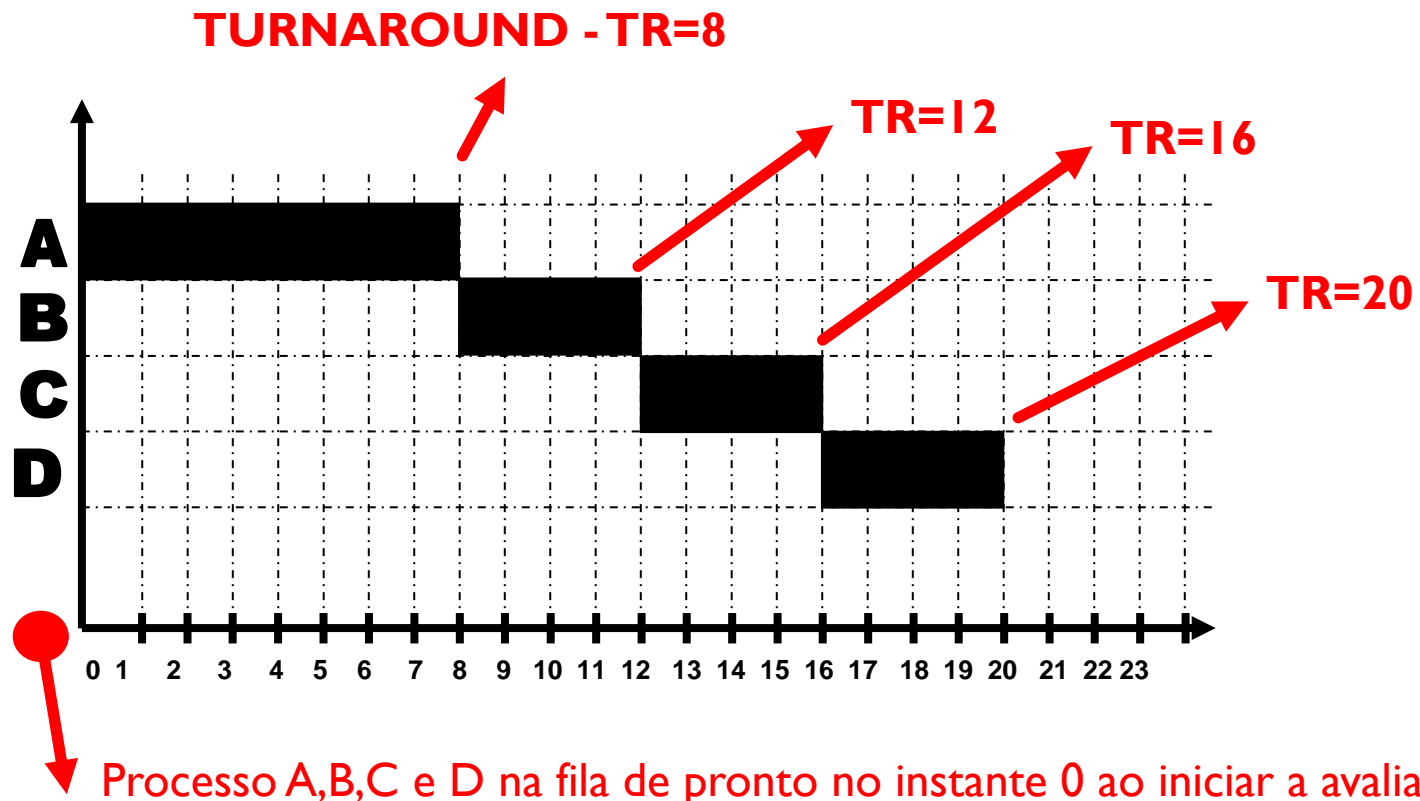 TURNAROUND - TR=8
TR=12
TR=16
TR=20
A
B
C
D
0 1 2 3 4 5 6 7 8 9 10 11 12 13 14 15 16 17 18 19 20 21 22 23
Processo A,B,C e D na fila de pronto no instante 0 ao iniciar a avalia